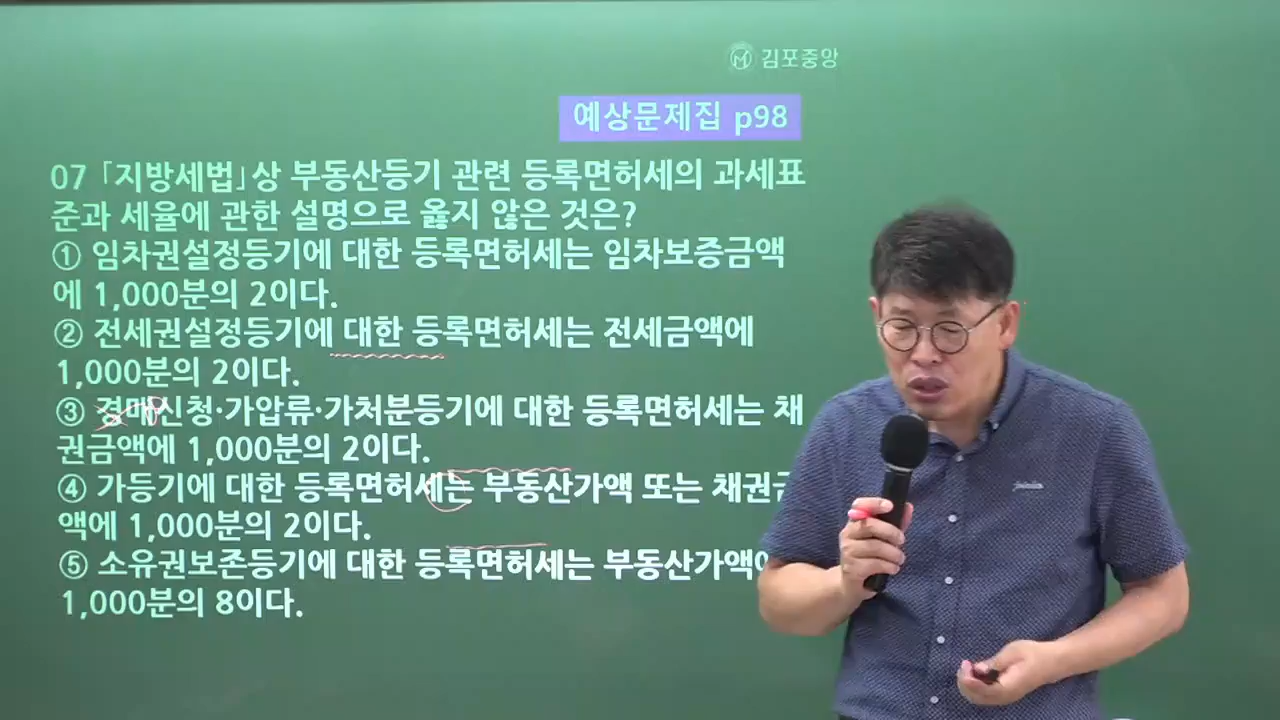 김포중앙
예상문제집 p98
07 「지방세법」상 부동산등기 관련 등록면허세의 과세표
준과 세율에 관한 설명으로 옳지 않은 것은?
① 임차권설정등기에 대한 등록면허세는 임차보증금액
에 1,000분의 2이다.
② 전세권설정등기에 대한 등록면허세는 전세금액에
1,000분의 2이다.
③ 경매신청·가압류·가처분등기에 대한 등록면허세는 채
권금액에 1,000분의 2이다.
④ 가등기에 대한 등록면허세는 부동산가액 또는 채권금
액에 1,000분의 2이다.
⑤ 소유권보존등기에 대한 등록면허세는 부동산가액에
1,000분의 8이다.